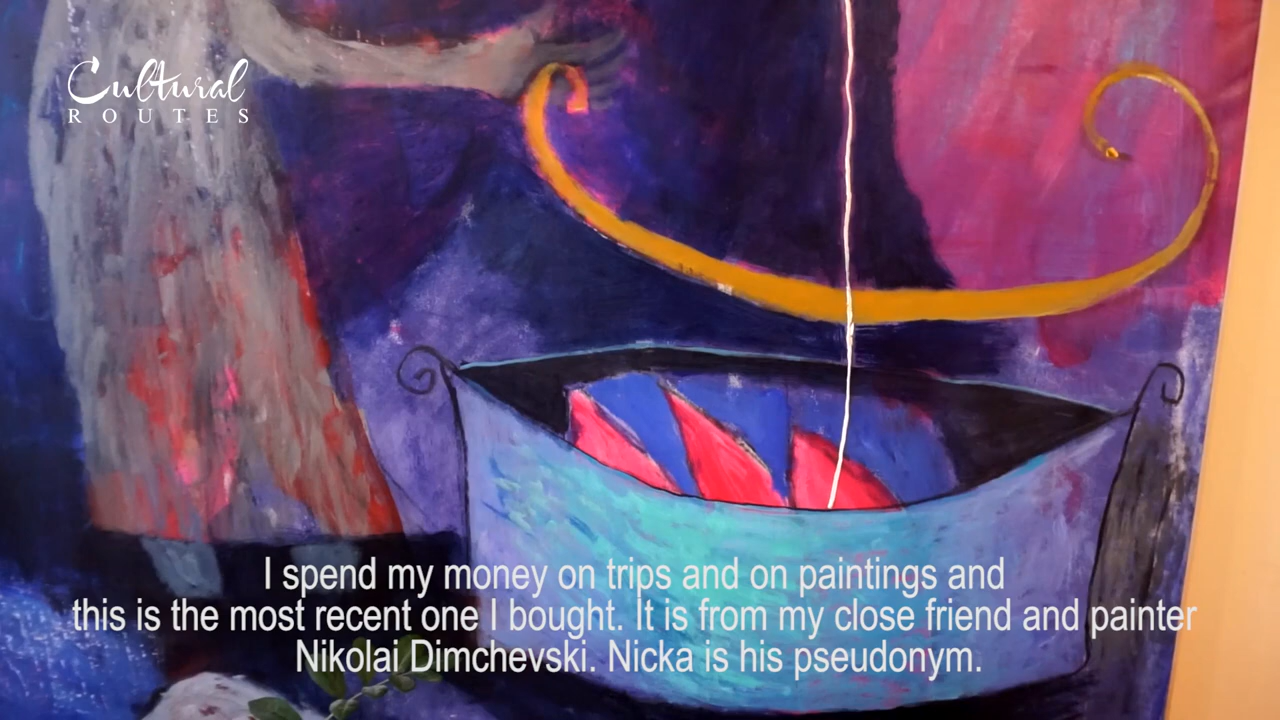 Cultural
ROUTES
I spend my money on trips and on paintings and
this is the most recent one I bought. It is from my close friend and painter
Nikolai Dimchevski. Nicka is his pseudonym.